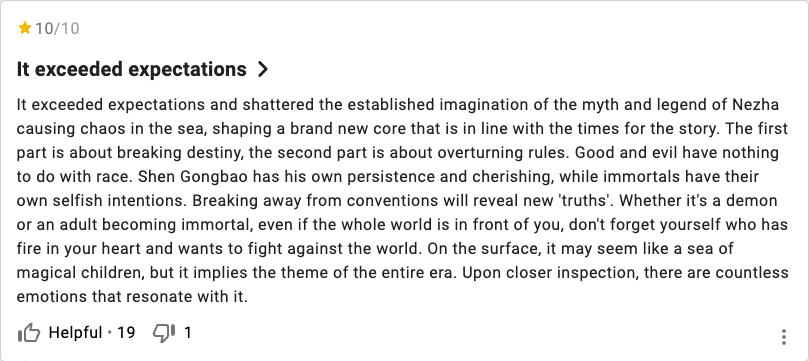 10/10
It exceeded expectations
It exceeded expectations and shattered the established imagination of the myth and legend of Nezha
causing chaos in the sea, shaping a brand new core that is in line with the times for the story. The first
part is about breaking destiny, the second part is about overturning rules. Good and evil have nothing
to do with race. Shen Gongbao has his own persistence and cherishing, while immortals have their
own selfish intentions. Breaking away from conventions will reveal new 'truths'. Whether it's a demon
or an adult becoming immortal, even if the whole world is in front of you, don't forget yourself who has
fire in your heart and wants to fight against the world. On the surface, it may seem like a sea of
magical children, but it implies the theme of the entire era. Upon closer inspection, there are countless
emotions that resonate with it.
Helpful • 19 1